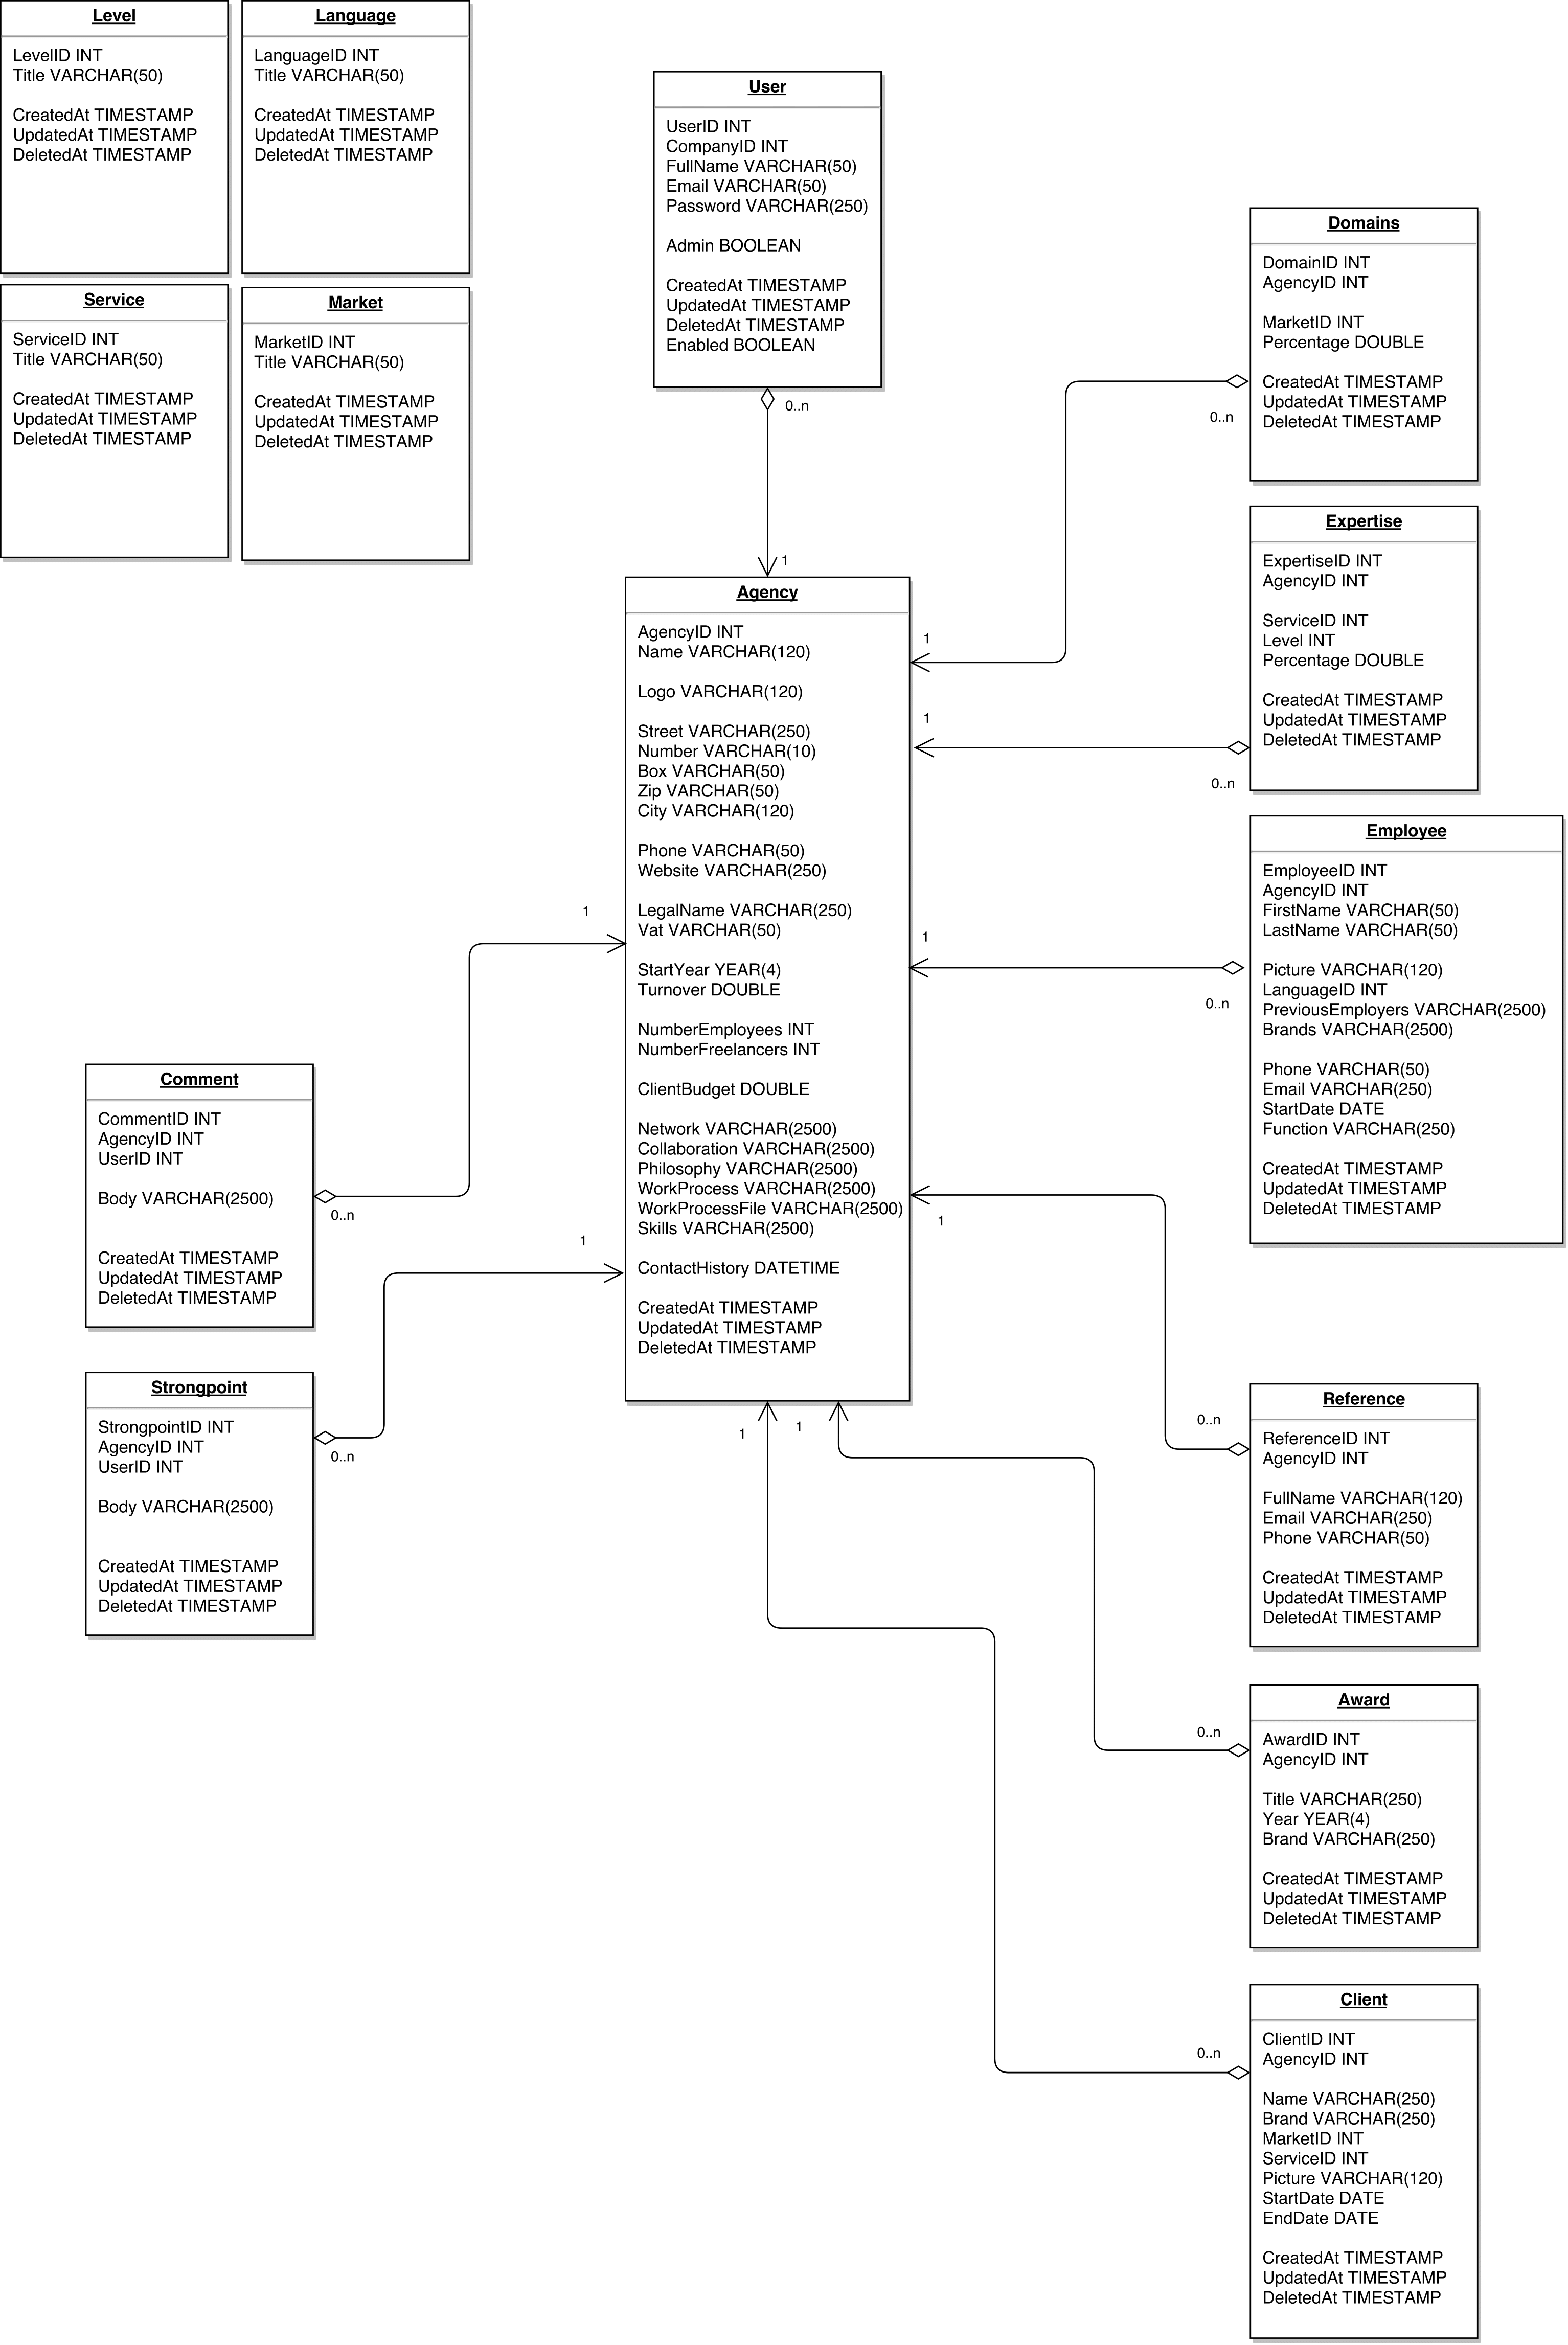 Level
LevelID INT
Title VARCHAR(50)
CreatedAt TIMESTAMP
UpdatedAt TIMESTAMP
DeletedAt TIMESTAMP
Language
LanguageID INT
Title VARCHAR(50)
CreatedAt TIMESTAMP
UpdatedAt TIMESTAMP
DeletedAt TIMESTAMP
Service
ServiceID INT
Title VARCHAR(50)
CreatedAt TIMESTAMP
UpdatedAt TIMESTAMP
DeletedAt TIMESTAMP
Market
MarketID INT
Title VARCHAR(50)
CreatedAt TIMESTAMP
UpdatedAt TIMESTAMP
DeletedAt TIMESTAMP
User
UserID INT
CompanyID INT
FullName VARCHAR(50)
Email VARCHAR(50)
Password VARCHAR(250)
Admin BOOLEAN
CreatedAt TIMESTAMP
UpdatedAt TIMESTAMP
DeletedAt TIMESTAMP
Enabled BOOLEAN
0..n
1
Domains
DomainID INT
AgencyID INT
MarketID INT
Percentage DOUBLE
CreatedAt TIMESTAMP
UpdatedAt TIMESTAMP
DeletedAt TIMESTAMP
0..n
1
Expertise
ExpertiseID INT
AgencyID INT
ServiceID INT
Level INT
Percentage DOUBLE
CreatedAt TIMESTAMP
UpdatedAt TIMESTAMP
DeletedAt TIMESTAMP
1
0..n
Agency
AgencyID INT
Name VARCHAR(120)
Logo VARCHAR(120)
Street VARCHAR(250)
Number VARCHAR(10)
Box VARCHAR(50)
Zip VARCHAR(50)
City VARCHAR(120)
Phone VARCHAR(50)
Website VARCHAR(250)
LegalName VARCHAR(250)
Vat VARCHAR(50)
StartYear YEAR(4)
Turnover DOUBLE
NumberEmployees INT
NumberFreelancers INT
ClientBudget DOUBLE
Network VARCHAR(2500)
Collaboration VARCHAR(2500)
Philosophy VARCHAR(2500)
WorkProcess VARCHAR(2500)
WorkProcessFile VARCHAR(2500)
Skills VARCHAR(2500)
ContactHistory DATETIME
CreatedAt TIMESTAMP
UpdatedAt TIMESTAMP
DeletedAt TIMESTAMP
Employee
EmployeeID INT
AgencyID INT
FirstName VARCHAR(50)
LastName VARCHAR(50)
Picture VARCHAR(120)
LanguageID INT
PreviousEmployers VARCHAR(2500)
Brands VARCHAR(2500)
Phone VARCHAR(50)
Email VARCHAR(250)
StartDate DATE
Function VARCHAR(250)
CreatedAt TIMESTAMP
UpdatedAt TIMESTAMP
DeletedAt TIMESTAMP
1
0..n
Comment
CommentID INT
AgencyID INT
UserID INT
Body VARCHAR(2500)
CreatedAt TIMESTAMP
UpdatedAt TIMESTAMP
DeletedAt TIMESTAMP
1
0..n
Strongpoint
StrongpointID INT
AgencyID INT
UserID INT
Body VARCHAR(2500)
CreatedAt TIMESTAMP
UpdatedAt TIMESTAMP
DeletedAt TIMESTAMP
1
0..n
Reference
ReferenceID INT
AgencyID INT
FullName VARCHAR(120)
Email VARCHAR(250)
Phone VARCHAR(50)
CreatedAt TIMESTAMP
UpdatedAt TIMESTAMP
DeletedAt TIMESTAMP
1
0..n
Award
AwardID INT
AgencyID INT
Title VARCHAR(250)
Year YEAR(4)
Brand VARCHAR(250)
CreatedAt TIMESTAMP
UpdatedAt TIMESTAMP
DeletedAt TIMESTAMP
1
0..n
Client
ClientID INT
AgencyID INT
Name VARCHAR(250)
Brand VARCHAR(250)
MarketID INT
ServiceID INT
Picture VARCHAR(120)
StartDate DATE
EndDate DATE
CreatedAt TIMESTAMP
UpdatedAt TIMESTAMP
DeletedAt TIMESTAMP
1
0..n